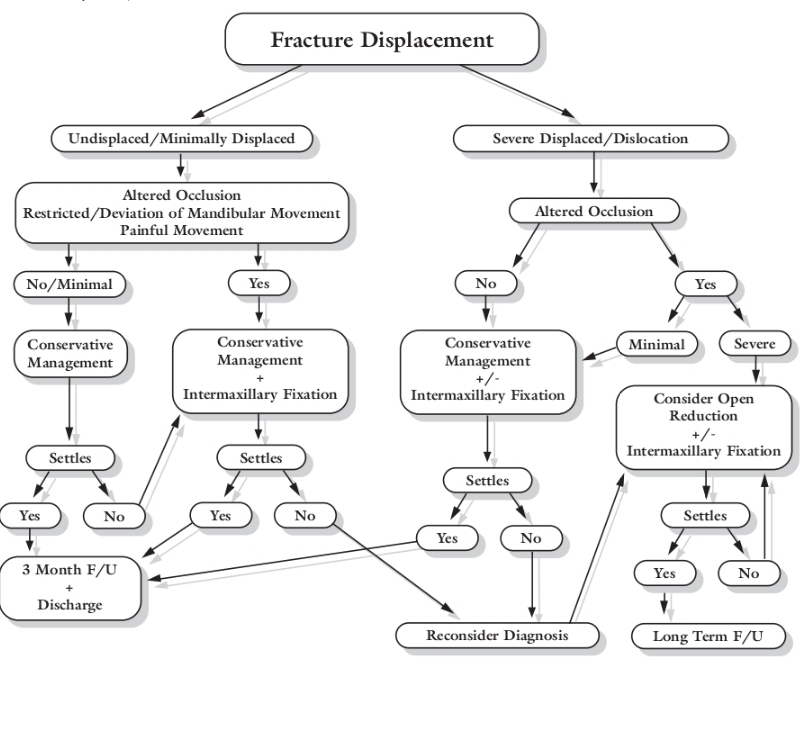 Fracture Displacement
Undisplaced/Minimally Displaced
Severe Displaced/Dislocation
Altered Occlusion
Restricted/Deviation of Mandibular Movement
Painful Movement
Altered Occlusion
No/Minimal
Yes
No
Yes
Conservative
Management
Conservative
Management
+
Intermaxillary Fixation
Conservative
Management
+/-
Intermaxillary Fixation
Minimal
Severe
Consider Open
Reduction
+/-
Intermaxillary Fixation
Settles
Settles
Settles
Settles
Yes
No
Yes
No
Yes
No
Yes
No
3 Month F/U
+
Discharge
Reconsider Diagnosis
Long Term F/U